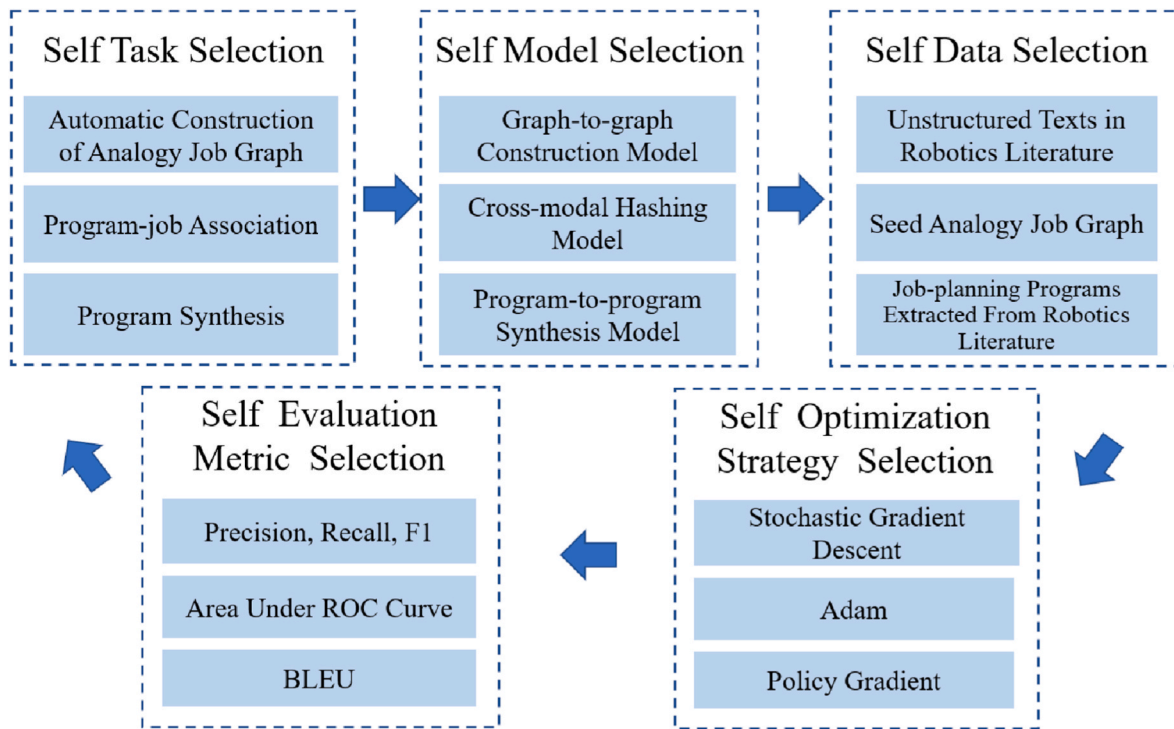 Self Task Selection
Automatic Construction
of Analogy Job Graph
Program-job Association
Program Synthesis
Self Model Selection
Graph-to-graph
Construction Model
Cross-modal Hashing
Model
Program-to-program
Synthesis Model
Self Data Selection
Unstructured Texts in
Robotics Literature
Seed Analogy Job Graph
Job-planning Programs
Extracted From Robotics
Literature
Self Optimization
Strategy Selection
Stochastic Gradient
Descent
Adam
Policy Gradient
Self Evaluation
Metric Selection
Precision, Recall, F1
Area Under ROC Curve
BLEU